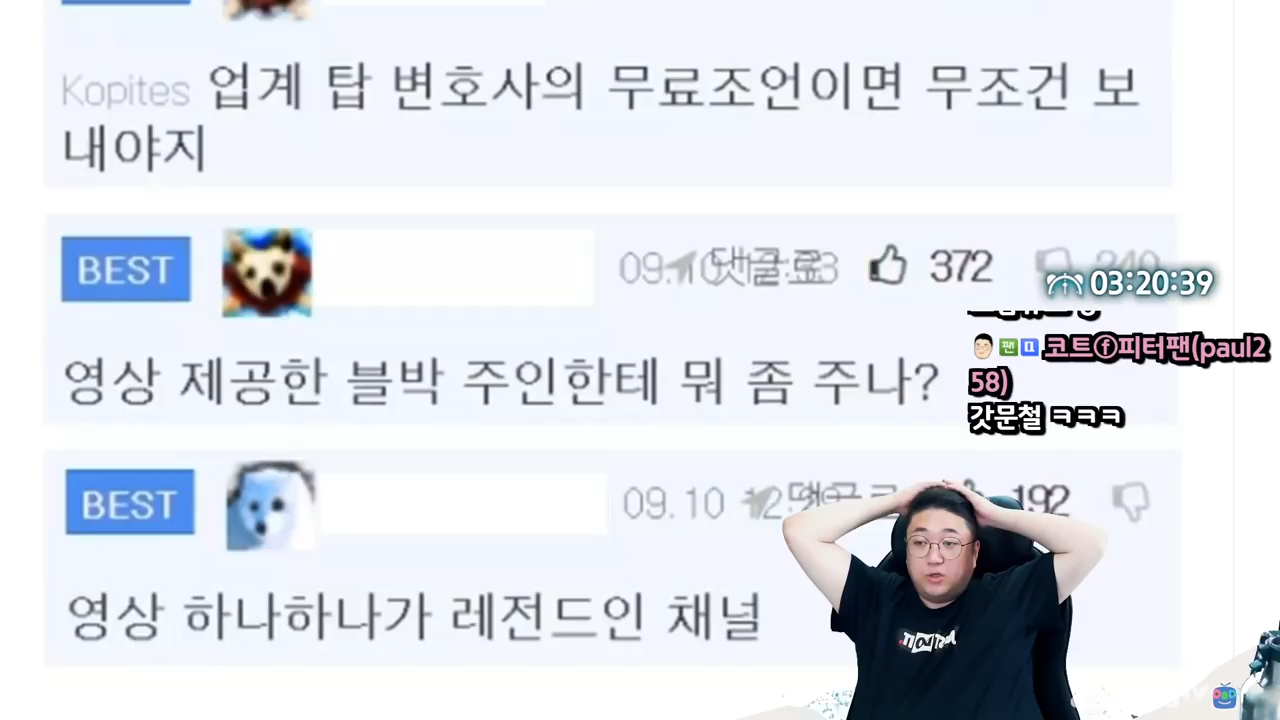 Kopites 업계 탑 변호사의 무료조언이면 무조건 보
내야지
BEST 372
03:20:39
팬 코트ⓕ피터팬(paul2
58)
갓문철 ㅋㅋㅋ
영상 제공한 블박 주인한테 뭐 좀 주나?
BEST 09.10 192
영상 하나하나가 레전드인 채널